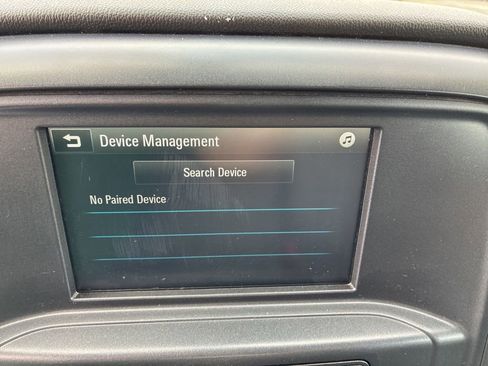 Device Management
Search Device
No Paired Device